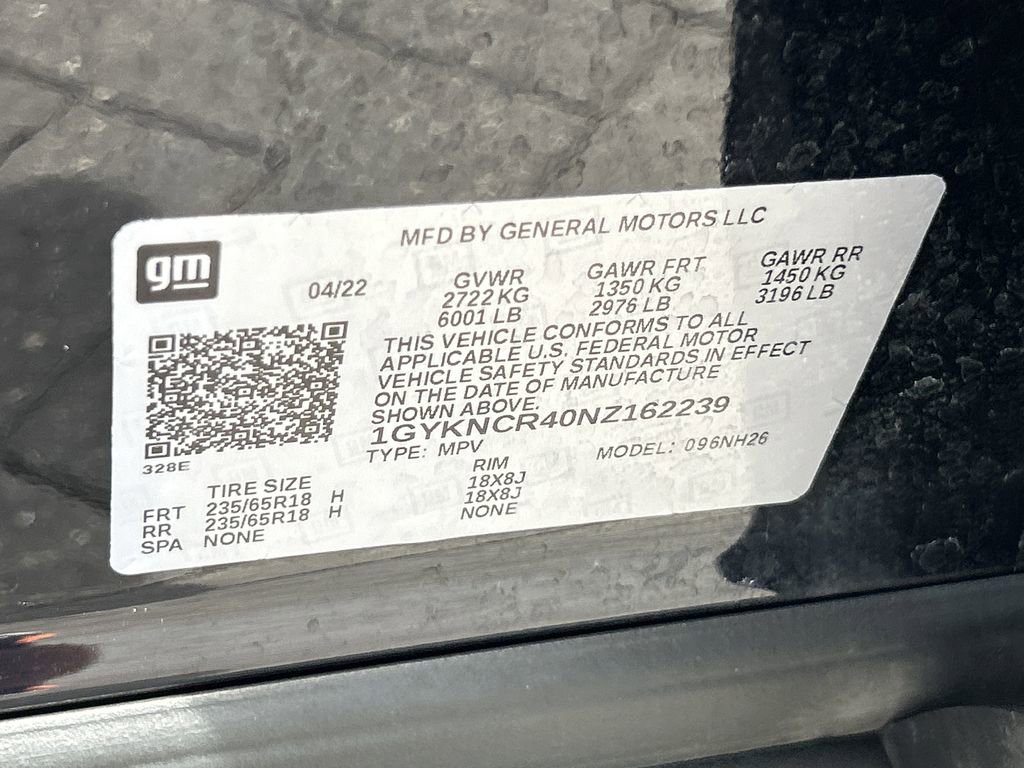 MFD BY GENERAL MOTORS LLC
gm
04/22
GVWR
2722 KG
6001 LB
GAWR FRT
1350 KG
2976 LB
GAWR RR
1450 KG
3196 LB
THIS VEHICLE CONFORMS TO ALL
APPLICABLE U.S. FEDERAL MOTOR
VEHICLE SAFETY STANDARDS IN EFFECT
ON THE DATE OF MANUFACTURE
SHOWN ABOVE.
1GYKNCR40NZ162239
TYPE: MPV
MODEL: 096NH26
328E
TIRE SIZE
RIM
FRT 235/65R18 H 18X8J
RR 235/65R18 H 18X8J
SPA NONE NONE